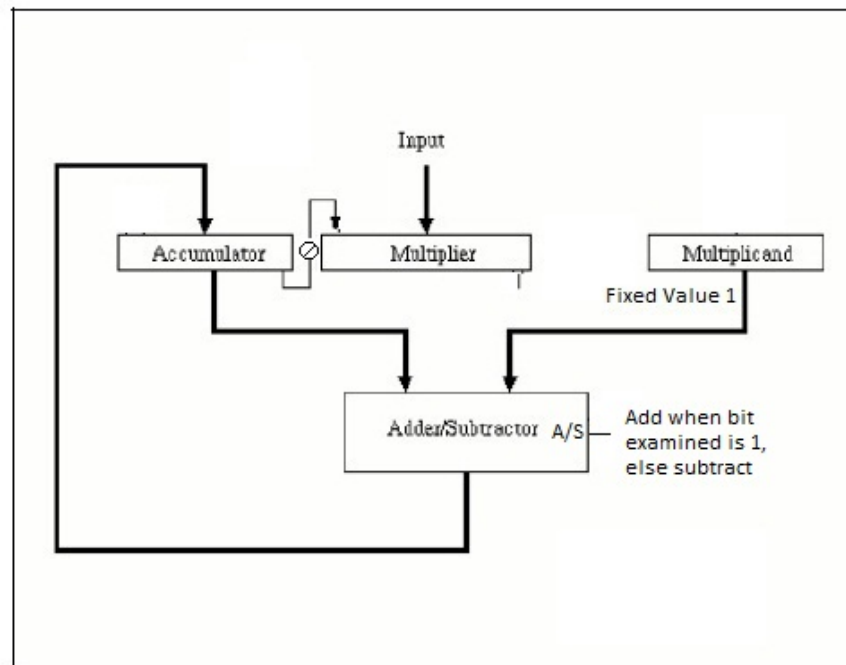 Input
Accumulator
Multiplier
Multiplicand
Fixed Value 1
Adder/Subtractor A/S
Add when bit
examined is 1,
else subtract